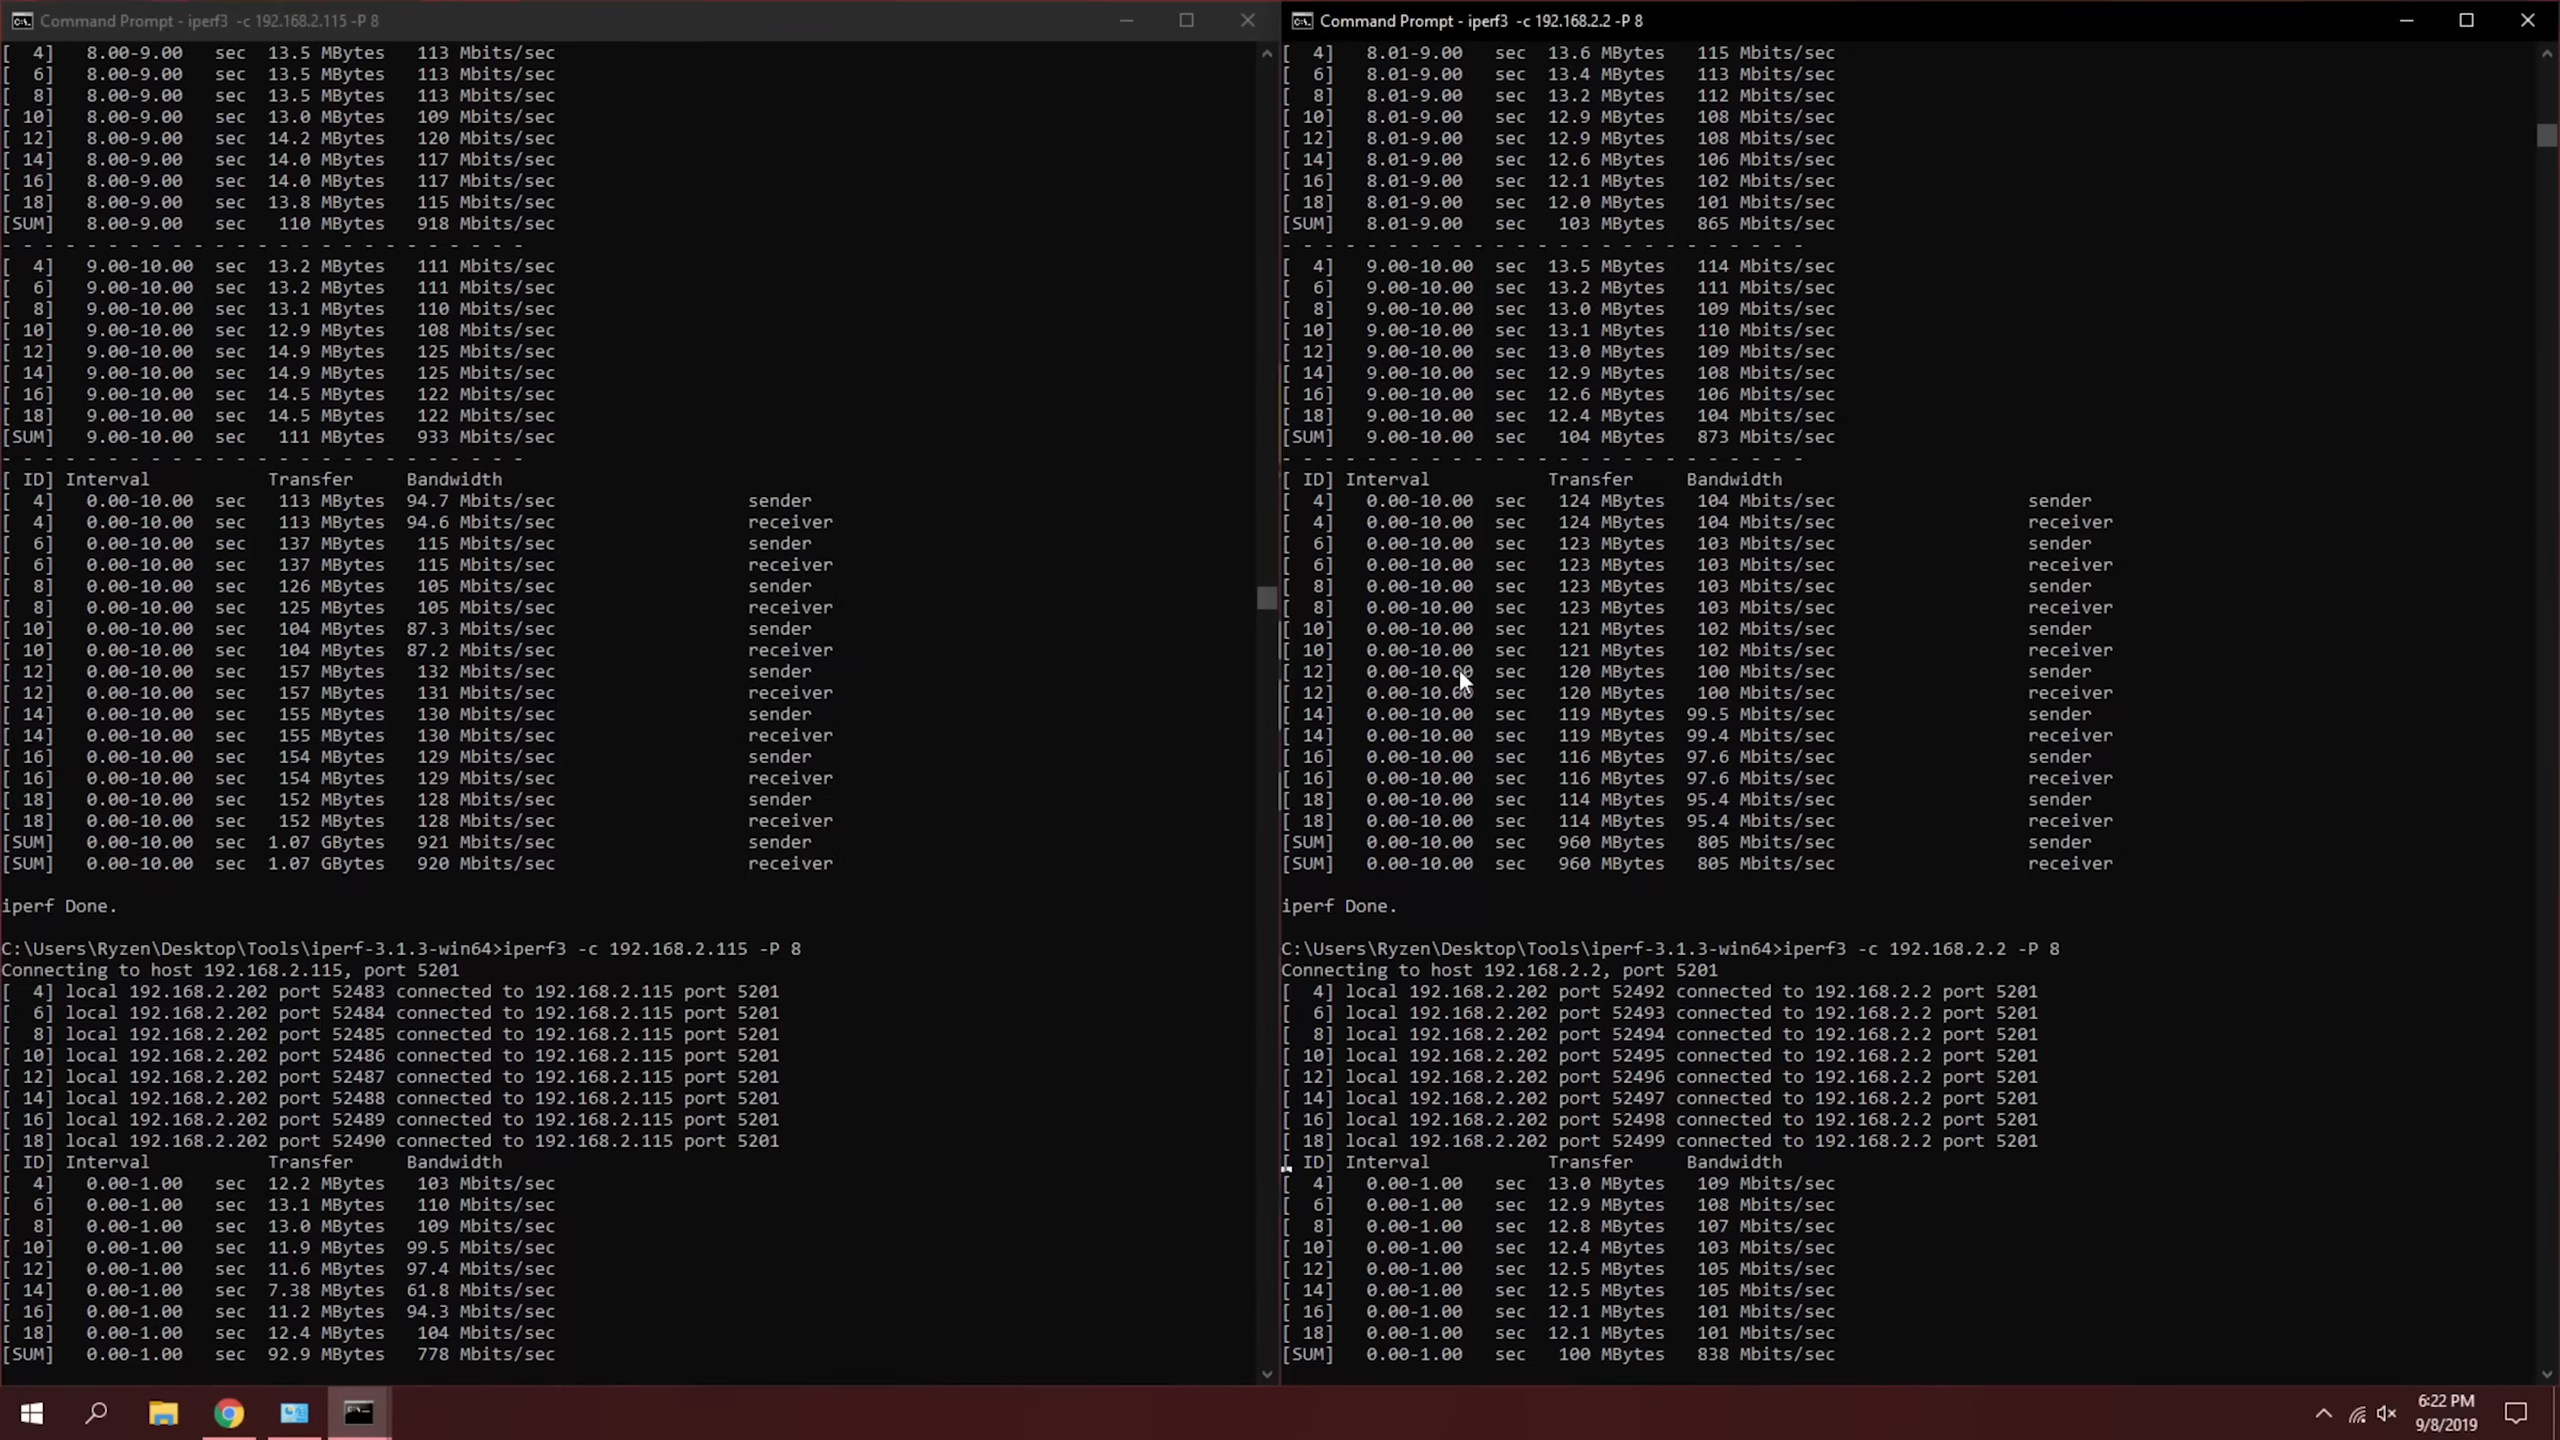 Command Prompt - iperf3  -c 192.168.2.115 -P 8
[  4]   8.00-9.00   sec  13.5 MBytes   113 Mbits/sec
[  6]   8.00-9.00   sec  13.5 MBytes   113 Mbits/sec
[  8]   8.00-9.00   sec  13.5 MBytes   113 Mbits/sec
[ 10]   8.00-9.00   sec  13.0 MBytes   109 Mbits/sec
[ 12]   8.00-9.00   sec  14.2 MBytes   120 Mbits/sec
[ 14]   8.00-9.00   sec  14.0 MBytes   117 Mbits/sec
[ 16]   8.00-9.00   sec  14.0 MBytes   117 Mbits/sec
[ 18]   8.00-9.00   sec  13.8 MBytes   115 Mbits/sec
[SUM]   8.00-9.00   sec   110 MBytes   918 Mbits/sec
- - - - - - - - - - - - - - - - - - - - - - - - -
[  4]   9.00-10.00  sec  13.2 MBytes   111 Mbits/sec
[  6]   9.00-10.00  sec  13.2 MBytes   111 Mbits/sec
[  8]   9.00-10.00  sec  13.1 MBytes   110 Mbits/sec
[ 10]   9.00-10.00  sec  12.9 MBytes   108 Mbits/sec
[ 12]   9.00-10.00  sec  14.9 MBytes   125 Mbits/sec
[ 14]   9.00-10.00  sec  14.9 MBytes   125 Mbits/sec
[ 16]   9.00-10.00  sec  14.5 MBytes   122 Mbits/sec
[ 18]   9.00-10.00  sec  14.5 MBytes   122 Mbits/sec
[SUM]   9.00-10.00  sec   111 MBytes   933 Mbits/sec
- - - - - - - - - - - - - - - - - - - - - - - - -
[ ID] Interval           Transfer     Bandwidth
[  4]   0.00-10.00  sec   113 MBytes  94.7 Mbits/sec                  sender
[  4]   0.00-10.00  sec   113 MBytes  94.6 Mbits/sec                  receiver
[  6]   0.00-10.00  sec   137 MBytes   115 Mbits/sec                  sender
[  6]   0.00-10.00  sec   137 MBytes   115 Mbits/sec                  receiver
[  8]   0.00-10.00  sec   126 MBytes   105 Mbits/sec                  sender
[  8]   0.00-10.00  sec   125 MBytes   105 Mbits/sec                  receiver
[ 10]   0.00-10.00  sec   104 MBytes  87.3 Mbits/sec                  sender
[ 10]   0.00-10.00  sec   104 MBytes  87.2 Mbits/sec                  receiver
[ 12]   0.00-10.00  sec   157 MBytes   132 Mbits/sec                  sender
[ 12]   0.00-10.00  sec   157 MBytes   131 Mbits/sec                  receiver
[ 14]   0.00-10.00  sec   155 MBytes   130 Mbits/sec                  sender
[ 14]   0.00-10.00  sec   155 MBytes   130 Mbits/sec                  receiver
[ 16]   0.00-10.00  sec   154 MBytes   129 Mbits/sec                  sender
[ 16]   0.00-10.00  sec   154 MBytes   129 Mbits/sec                  receiver
[ 18]   0.00-10.00  sec   152 MBytes   128 Mbits/sec                  sender
[ 18]   0.00-10.00  sec   152 MBytes   128 Mbits/sec                  receiver
[SUM]   0.00-10.00  sec  1.07 GBytes   921 Mbits/sec                  sender
[SUM]   0.00-10.00  sec  1.07 GBytes   920 Mbits/sec                  receiver
iperf Done.
C:\Users\Ryzen\Desktop\Tools\iperf-3.1.3-win64>iperf3 -c 192.168.2.115 -P 8
Connecting to host 192.168.2.115, port 5201
[  4] local 192.168.2.202 port 52483 connected to 192.168.2.115 port 5201
[  6] local 192.168.2.202 port 52484 connected to 192.168.2.115 port 5201
[  8] local 192.168.2.202 port 52485 connected to 192.168.2.115 port 5201
[ 10] local 192.168.2.202 port 52486 connected to 192.168.2.115 port 5201
[ 12] local 192.168.2.202 port 52487 connected to 192.168.2.115 port 5201
[ 14] local 192.168.2.202 port 52488 connected to 192.168.2.115 port 5201
[ 16] local 192.168.2.202 port 52489 connected to 192.168.2.115 port 5201
[ 18] local 192.168.2.202 port 52490 connected to 192.168.2.115 port 5201
[ ID] Interval           Transfer     Bandwidth
[  4]   0.00-1.00   sec  12.2 MBytes   103 Mbits/sec
[  6]   0.00-1.00   sec  13.1 MBytes   110 Mbits/sec
[  8]   0.00-1.00   sec  13.0 MBytes   109 Mbits/sec
[ 10]   0.00-1.00   sec  11.9 MBytes  99.5 Mbits/sec
[ 12]   0.00-1.00   sec  11.6 MBytes  97.4 Mbits/sec
[ 14]   0.00-1.00   sec  7.38 MBytes  61.8 Mbits/sec
[ 16]   0.00-1.00   sec  11.2 MBytes  94.3 Mbits/sec
[ 18]   0.00-1.00   sec  12.4 MBytes   104 Mbits/sec
[SUM]   0.00-1.00   sec  92.9 MBytes   778 Mbits/sec
Command Prompt - iperf3  -c 192.168.2.2 -P 8
[  4]   8.01-9.00   sec  13.6 MBytes   115 Mbits/sec
[  6]   8.01-9.00   sec  13.4 MBytes   113 Mbits/sec
[  8]   8.01-9.00   sec  13.2 MBytes   112 Mbits/sec
[ 10]   8.01-9.00   sec  12.9 MBytes   108 Mbits/sec
[ 12]   8.01-9.00   sec  12.9 MBytes   108 Mbits/sec
[ 14]   8.01-9.00   sec  12.6 MBytes   106 Mbits/sec
[ 16]   8.01-9.00   sec  12.1 MBytes   102 Mbits/sec
[ 18]   8.01-9.00   sec  12.0 MBytes   101 Mbits/sec
[SUM]   8.01-9.00   sec   103 MBytes   865 Mbits/sec
- - - - - - - - - - - - - - - - - - - - - - - - -
[  4]   9.00-10.00  sec  13.5 MBytes   114 Mbits/sec
[  6]   9.00-10.00  sec  13.2 MBytes   111 Mbits/sec
[  8]   9.00-10.00  sec  13.0 MBytes   109 Mbits/sec
[ 10]   9.00-10.00  sec  13.1 MBytes   110 Mbits/sec
[ 12]   9.00-10.00  sec  13.0 MBytes   109 Mbits/sec
[ 14]   9.00-10.00  sec  12.9 MBytes   108 Mbits/sec
[ 16]   9.00-10.00  sec  12.6 MBytes   106 Mbits/sec
[ 18]   9.00-10.00  sec  12.4 MBytes   104 Mbits/sec
[SUM]   9.00-10.00  sec   104 MBytes   873 Mbits/sec
- - - - - - - - - - - - - - - - - - - - - - - - -
[ ID] Interval           Transfer     Bandwidth
[  4]   0.00-10.00  sec   124 MBytes   104 Mbits/sec                  sender
[  4]   0.00-10.00  sec   124 MBytes   104 Mbits/sec                  receiver
[  6]   0.00-10.00  sec   123 MBytes   103 Mbits/sec                  sender
[  6]   0.00-10.00  sec   123 MBytes   103 Mbits/sec                  receiver
[  8]   0.00-10.00  sec   123 MBytes   103 Mbits/sec                  sender
[  8]   0.00-10.00  sec   123 MBytes   103 Mbits/sec                  receiver
[ 10]   0.00-10.00  sec   121 MBytes   102 Mbits/sec                  sender
[ 10]   0.00-10.00  sec   121 MBytes   102 Mbits/sec                  receiver
[ 12]   0.00-10.00  sec   120 MBytes   100 Mbits/sec                  sender
[ 12]   0.00-10.00  sec   120 MBytes   100 Mbits/sec                  receiver
[ 14]   0.00-10.00  sec   119 MBytes  99.5 Mbits/sec                  sender
[ 14]   0.00-10.00  sec   119 MBytes  99.4 Mbits/sec                  receiver
[ 16]   0.00-10.00  sec   116 MBytes  97.6 Mbits/sec                  sender
[ 16]   0.00-10.00  sec   116 MBytes  97.6 Mbits/sec                  receiver
[ 18]   0.00-10.00  sec   114 MBytes  95.4 Mbits/sec                  sender
[ 18]   0.00-10.00  sec   114 MBytes  95.4 Mbits/sec                  receiver
[SUM]   0.00-10.00  sec   960 MBytes   805 Mbits/sec                  sender
[SUM]   0.00-10.00  sec   960 MBytes   805 Mbits/sec                  receiver
iperf Done.
C:\Users\Ryzen\Desktop\Tools\iperf-3.1.3-win64>iperf3 -c 192.168.2.2 -P 8
Connecting to host 192.168.2.2, port 5201
[  4] local 192.168.2.202 port 52492 connected to 192.168.2.2 port 5201
[  6] local 192.168.2.202 port 52493 connected to 192.168.2.2 port 5201
[  8] local 192.168.2.202 port 52494 connected to 192.168.2.2 port 5201
[ 10] local 192.168.2.202 port 52495 connected to 192.168.2.2 port 5201
[ 12] local 192.168.2.202 port 52496 connected to 192.168.2.2 port 5201
[ 14] local 192.168.2.202 port 52497 connected to 192.168.2.2 port 5201
[ 16] local 192.168.2.202 port 52498 connected to 192.168.2.2 port 5201
[ 18] local 192.168.2.202 port 52499 connected to 192.168.2.2 port 5201
[ ID] Interval           Transfer     Bandwidth
[  4]   0.00-1.00   sec  13.0 MBytes   109 Mbits/sec
[  6]   0.00-1.00   sec  12.9 MBytes   108 Mbits/sec
[  8]   0.00-1.00   sec  12.8 MBytes   107 Mbits/sec
[ 10]   0.00-1.00   sec  12.4 MBytes   103 Mbits/sec
[ 12]   0.00-1.00   sec  12.5 MBytes   105 Mbits/sec
[ 14]   0.00-1.00   sec  12.5 MBytes   105 Mbits/sec
[ 16]   0.00-1.00   sec  12.1 MBytes   101 Mbits/sec
[ 18]   0.00-1.00   sec  12.1 MBytes   101 Mbits/sec
[SUM]   0.00-1.00   sec   100 MBytes   838 Mbits/sec
6:22 PM
9/8/2019